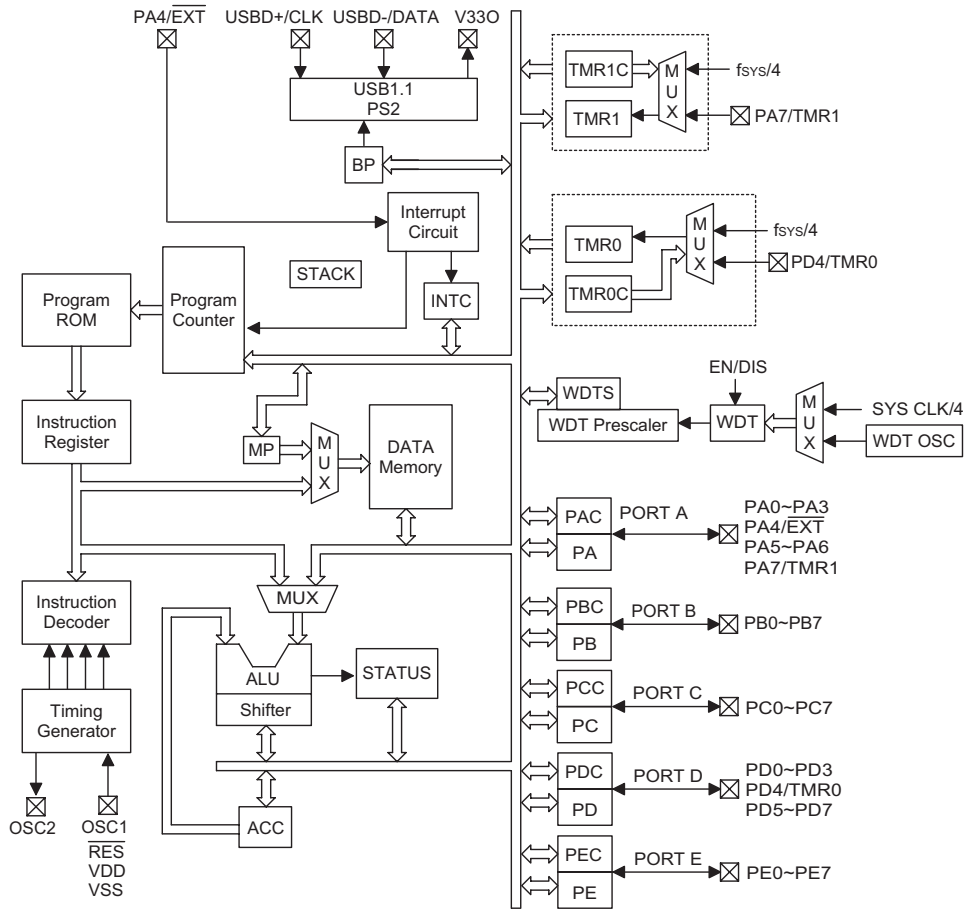 PA4/EXT USBD+/CLK USBD-/DATA V33O
USB1.1
PS2
BP
Interrupt
Circuit
STACK
INTC
Program
ROM
Program
Counter
Instruction
Register
MP
MUX
DATA
Memory
MUX
Instruction
Decoder
ALU
Shifter
STATUS
Timing
Generator
ACC
OSC2
OSC1
RES
VDD
VSS
TMR1C
TMR1
MUX
fSYS/4
PA7/TMR1
TMR0
TMR0C
MUX
fSYS/4
PD4/TMR0
EN/DIS
WDTS
WDT Prescaler
WDT
MUX
SYS CLK/4
WDT OSC
PAC
PA
PORT A
PA0~PA3
PA4/EXT
PA5~PA6
PA7/TMR1
PBC
PB
PORT B
PB0~PB7
PCC
PC
PORT C
PC0~PC7
PDC
PD
PORT D
PD0~PD3
PD4/TMR0
PD5~PD7
PEC
PE
PORT E
PE0~PE7